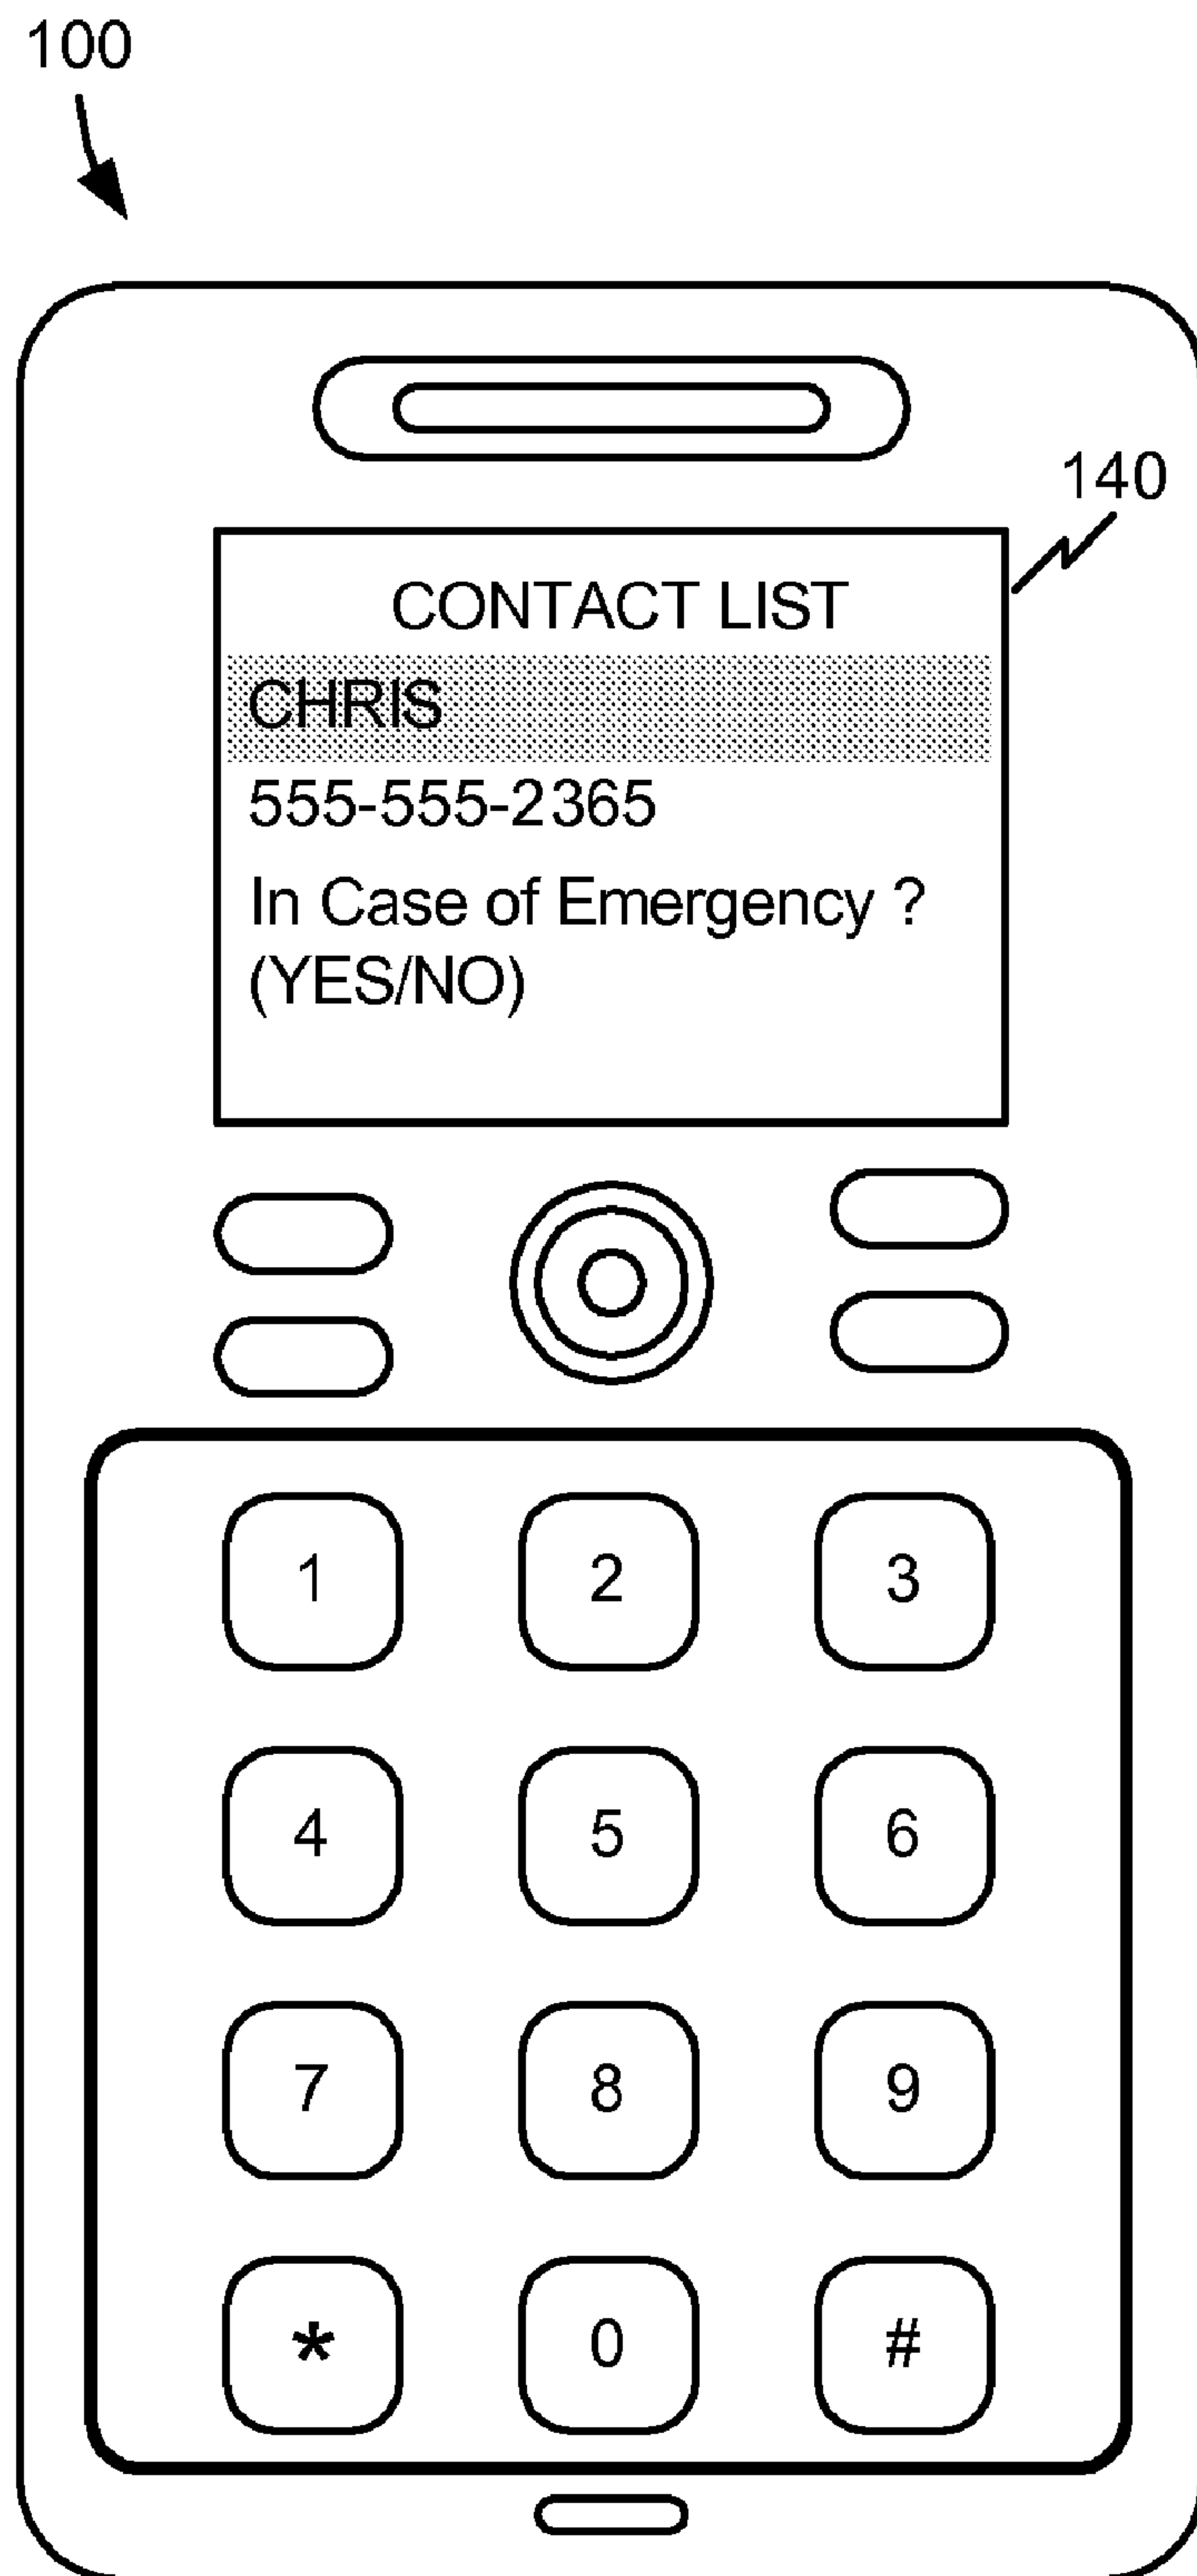 100
140
CONTACT LIST
CHRIS
555-555-2365
In Case of Emergency ?
(YES/NO)
1 2 3
4 5 6
7 8 9
* 0 #